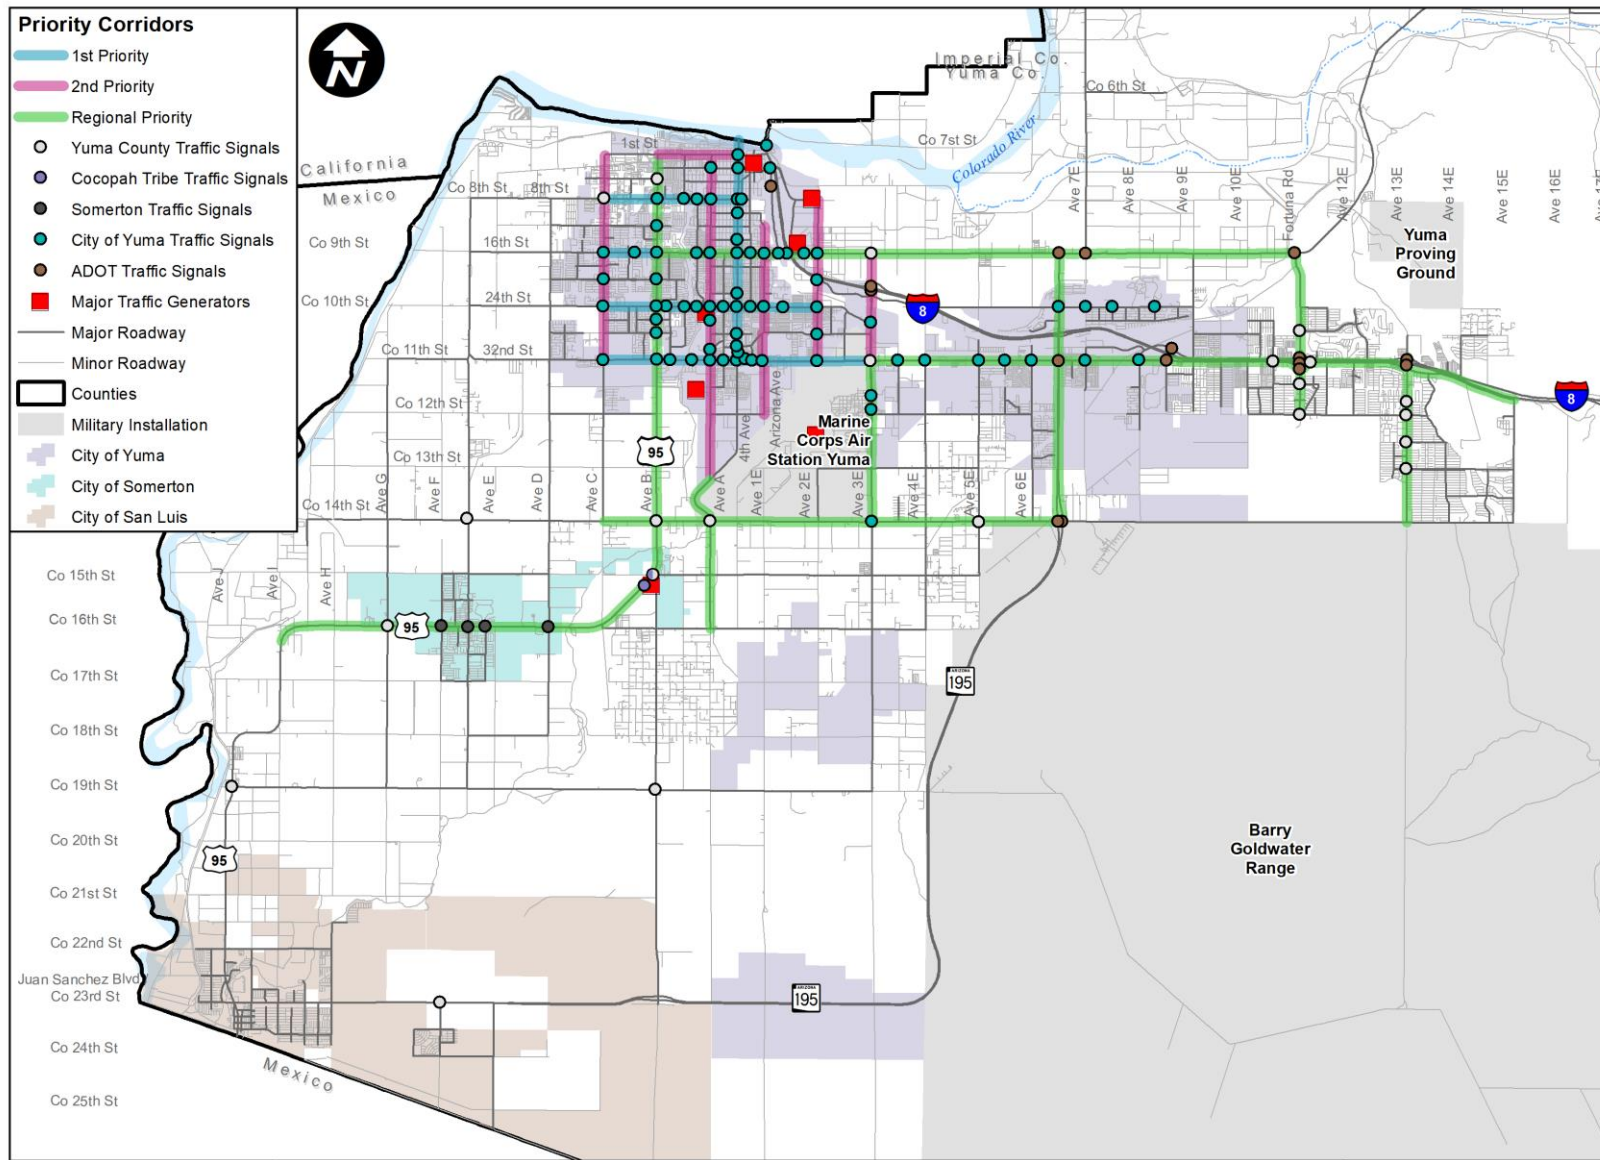 Priority Corridors
1st Priority
2nd Priority
Regional Priority
Yuma County Traffic Signals
Cocopah Tribe Traffic Signals
Somerton Traffic Signals
City of Yuma Traffic Signals
ADOT Traffic Signals
Major Traffic Generators
Major Roadway
Minor Roadway
Counties
Military Installation
City of Yuma
City of Somerton
City of San Luis
N
Imperial Co.
Yuma Co.
Co 6th St
Co 7st St
Colorado River
California
Mexico
1st St
Co 8th St
8th St
Co 9th St
16th St
Co 10th St
24th St
Co 11th St
32nd St
Co 12th St
Co 13th St
Co 14th St
Ave 7E
Ave 8E
Ave 9E
Ave 10E
Fortuna Rd
Ave 12E
Ave 13E
Ave 14E
Ave 15E
Ave 16E
Yuma
Proving
Ground
8
8
95
Marine
Corps Air
Station Yuma
4th Ave
Arizona Ave
Ave G
Ave F
Ave E
Ave D
Ave C
Ave B
Ave A
Ave 1E
Ave 2E
Ave 3E
Ave 4E
Ave 5E
Ave 6E
Ave J
Ave I
Ave H
Co 15th St
Co 16th St
95
Co 17th St
ARIZONA
195
Co 18th St
Co 19th St
Co 20th St
95
Barry
Goldwater
Range
Co 21st St
Co 22nd St
Juan Sanchez Blvd
Co 23rd St
ARIZONA
195
Co 24th St
Mexico
Co 25th St